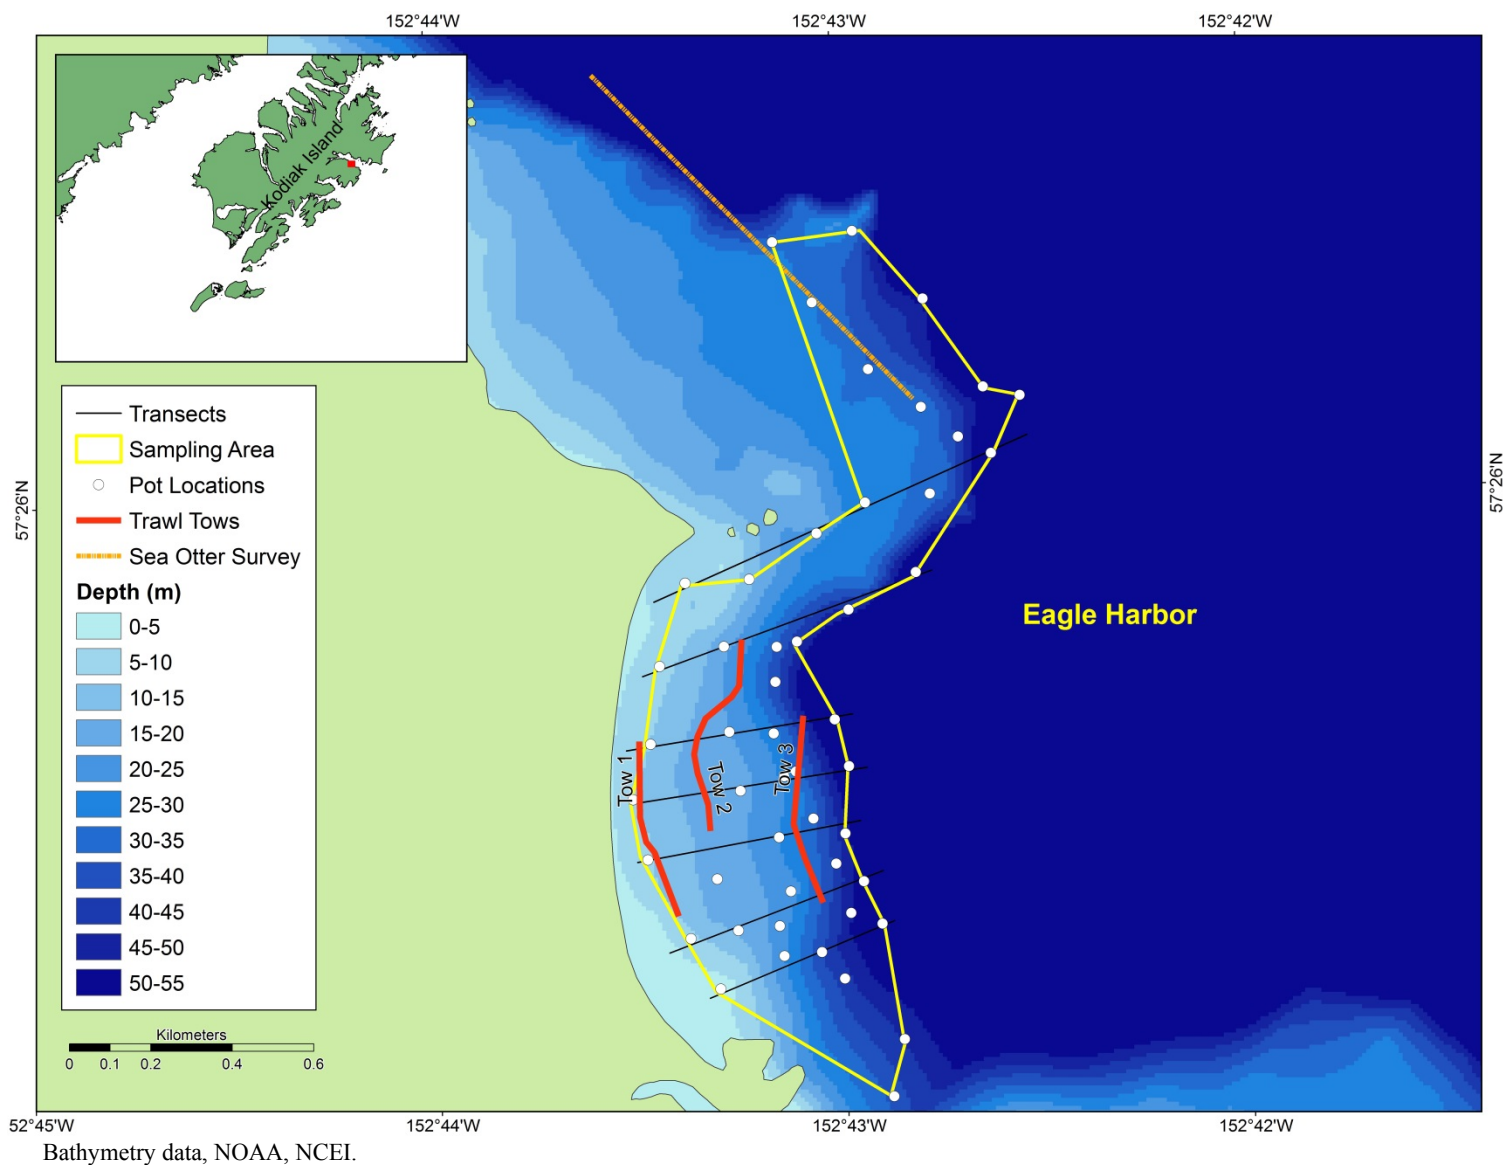 152°44'W 152°43'W 152°42'W
Kodiak Island
Transects
Sampling Area
Pot Locations
Trawl Tows
Sea Otter Survey
Depth (m)
0-5
5-10
10-15
15-20
20-25
25-30
30-35
35-40
40-45
45-50
50-55
Kilometers
0 0.1 0.2 0.4 0.6
57°26'N
57°26'N
Eagle Harbor
Tow 1
Tow 2
Tow 3
52°45'W 152°44'W 152°43'W 152°42'W
Bathymetry data, NOAA, NCEI.